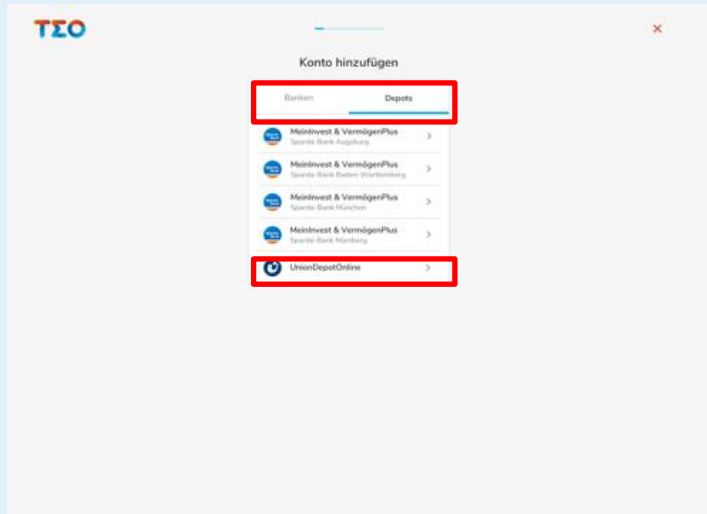 TΣO
Konto hinzufügen
Banken Depots
MeinInvest & VermögenPlus
Sparda-Bank Augsburg
MeinInvest & VermögenPlus
Sparda-Bank Baden-Württemberg
MeinInvest & VermögenPlus
Sparda-Bank München
MeinInvest & VermögenPlus
Sparda-Bank Nürnberg
UnionDepotOnline